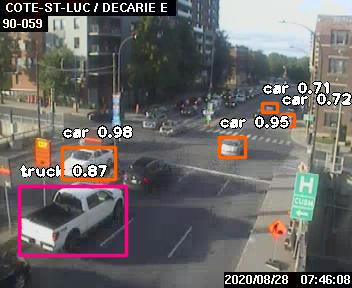 COTE-ST-LUC / DECARIE E
90-059
car 0.71
car 0.72
car 0.95
car 0.98
truck 0.87
H
CUSM
2020/08/28 07:46:08